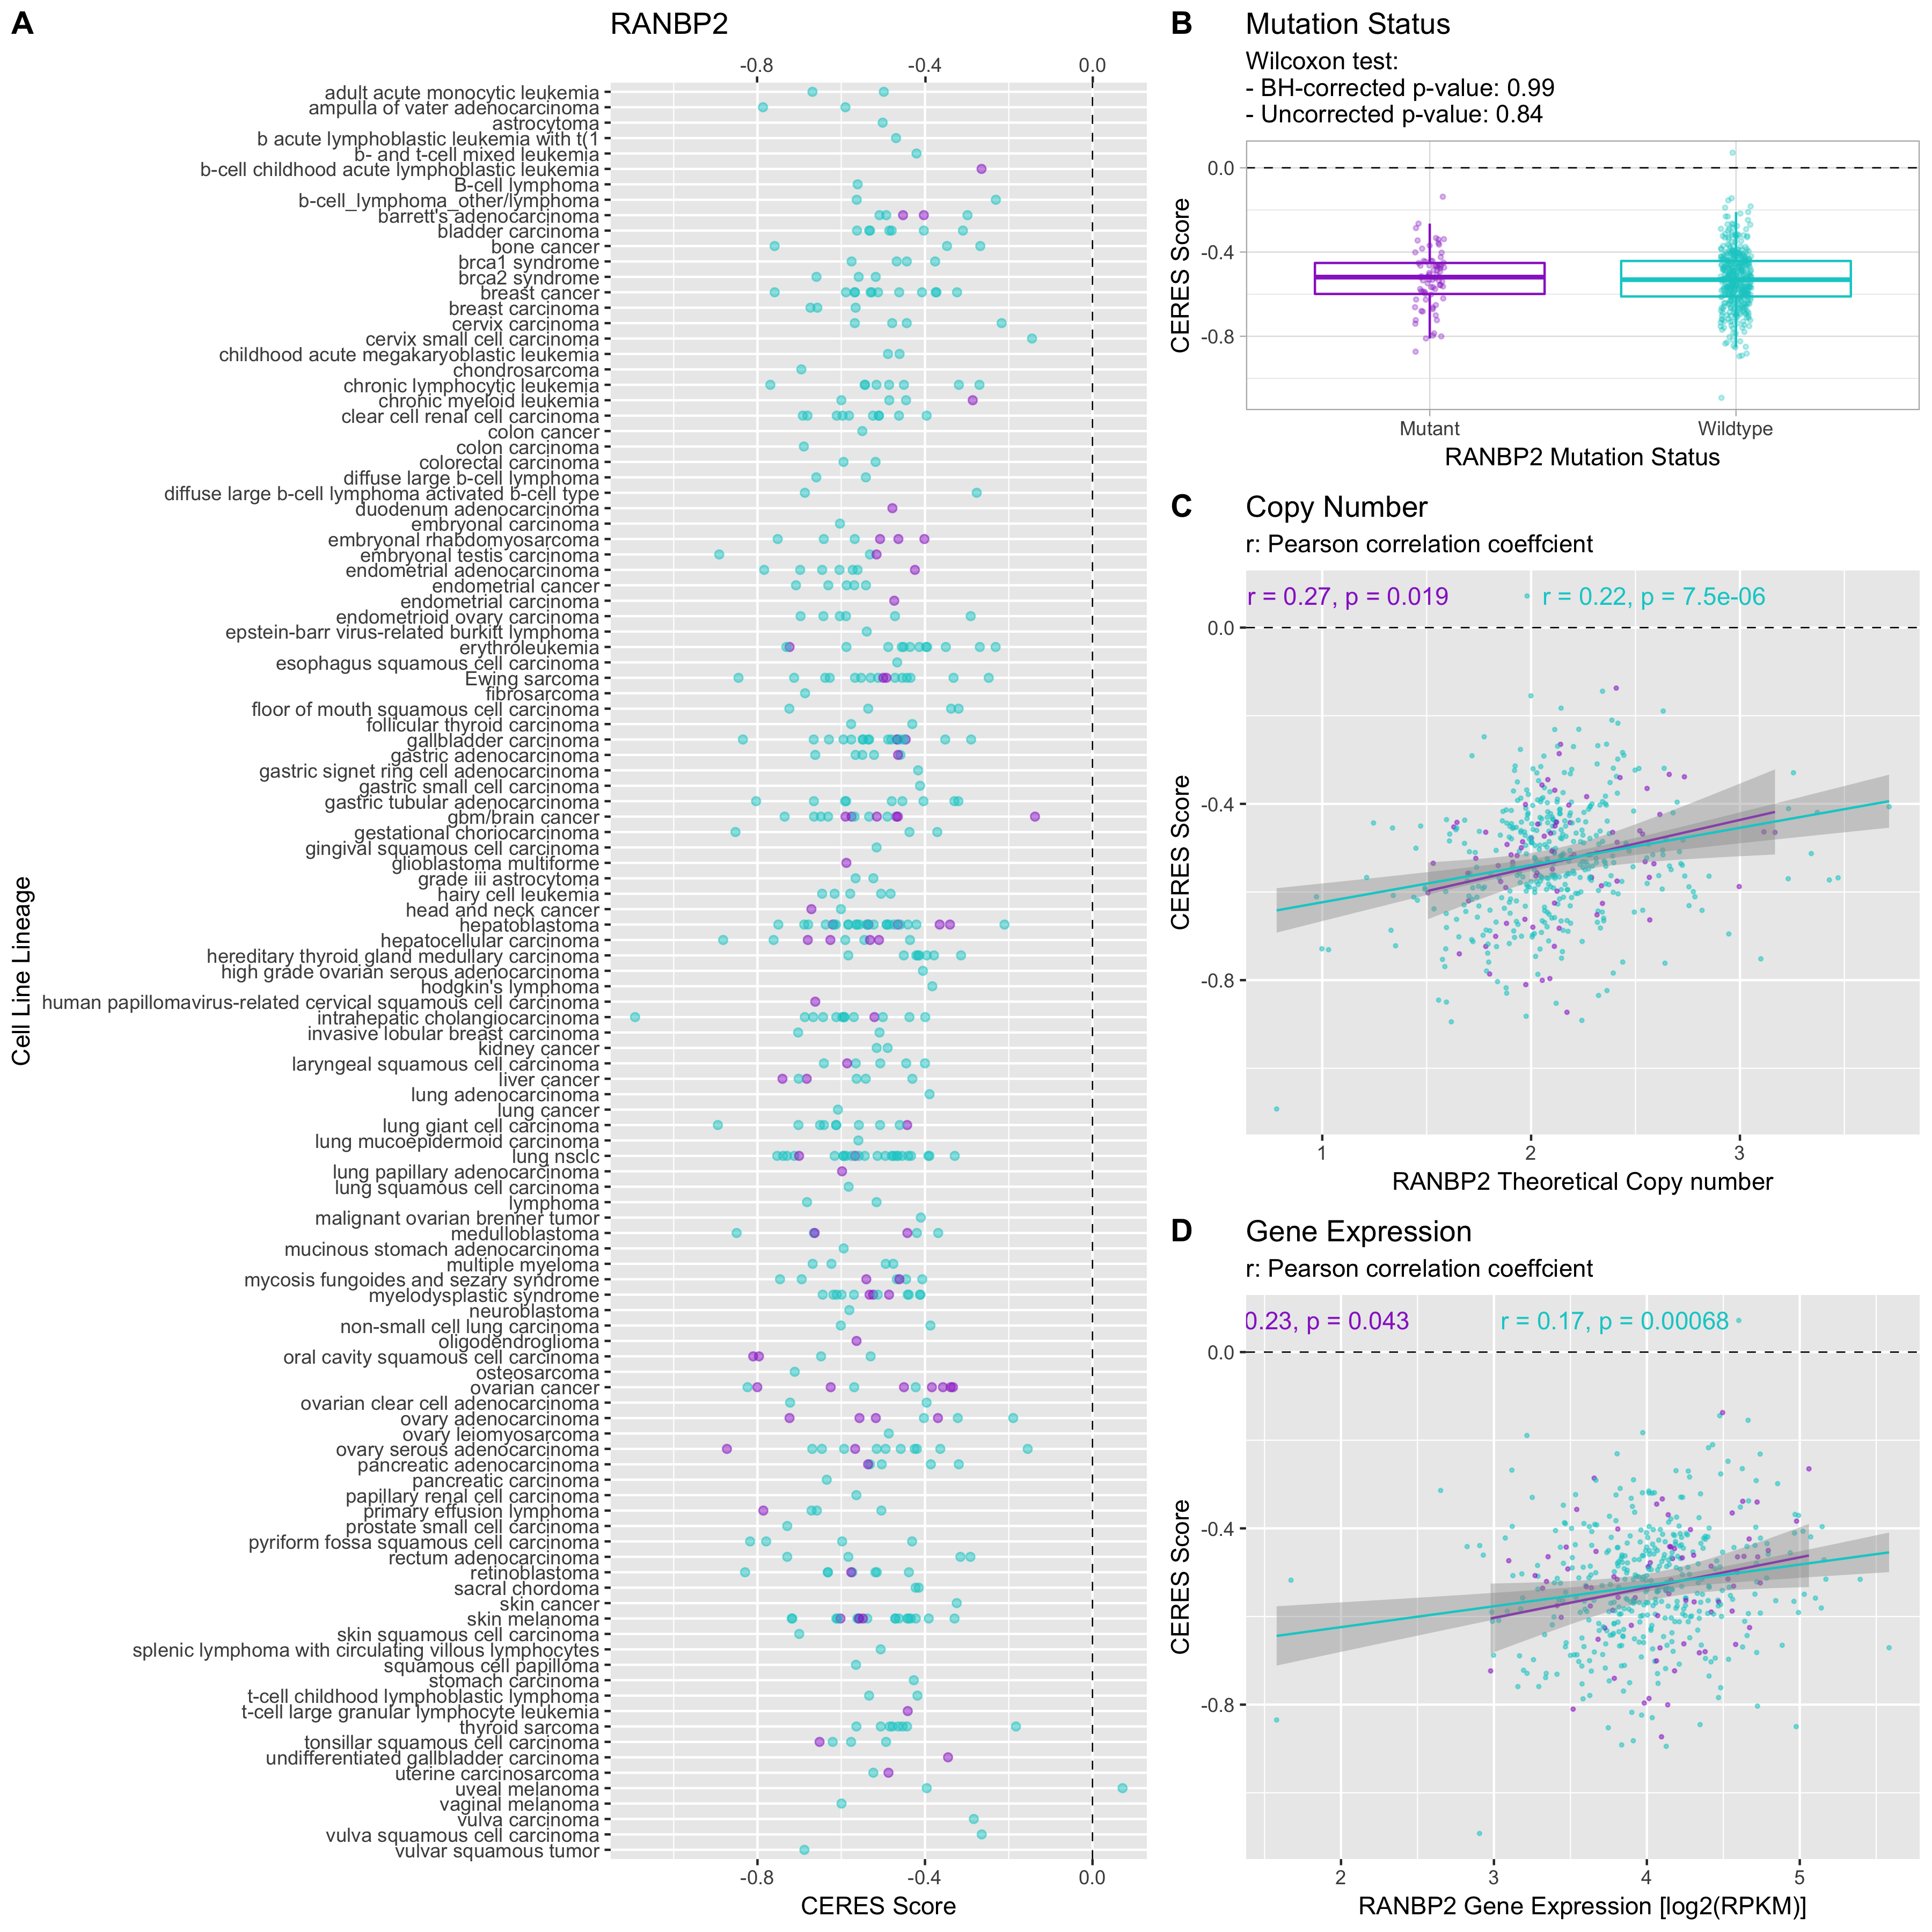 A
RANBP2
-0.8
-0.4
0.0
Cell Line Lineage
adult acute monocytic leukemia
ampulla of vater adenocarcinoma
astrocytoma
b acute lymphoblastic leukemia with t(1
b- and t-cell mixed leukemia
b-cell childhood acute lymphoblastic leukemia
B-cell lymphoma
b-cell_lymphoma_other/lymphoma
barrett's adenocarcinoma
bladder carcinoma
bone cancer
brca1 syndrome
brca2 syndrome
breast cancer
breast carcinoma
cervix carcinoma
cervix small cell carcinoma
childhood acute megakaryoblastic leukemia
chondrosarcoma
chronic lymphocytic leukemia
chronic myeloid leukemia
clear cell renal cell carcinoma
colon cancer
colon carcinoma
colorectal carcinoma
diffuse large b-cell lymphoma
diffuse large b-cell lymphoma activated b-cell type
duodenum adenocarcinoma
embryonal carcinoma
embryonal rhabdomyosarcoma
embryonal testis carcinoma
endometrial adenocarcinoma
endometrial cancer
endometrial carcinoma
endometrioid ovary carcinoma
epstein-barr virus-related burkitt lymphoma
erythroleukemia
esophagus squamous cell carcinoma
Ewing sarcoma
fibrosarcoma
floor of mouth squamous cell carcinoma
follicular thyroid carcinoma
gallbladder carcinoma
gastric adenocarcinoma
gastric signet ring cell adenocarcinoma
gastric small cell carcinoma
gastric tubular adenocarcinoma
gbm/brain cancer
gestational choriocarcinoma
gingival squamous cell carcinoma
glioblastoma multiforme
grade iii astrocytoma
hairy cell leukemia
head and neck cancer
hepatoblastoma
hepatocellular carcinoma
hereditary thyroid gland medullary carcinoma
high grade ovarian serous adenocarcinoma
hodgkin's lymphoma
human papillomavirus-related cervical squamous cell carcinoma
intrahepatic cholangiocarcinoma
invasive lobular breast carcinoma
kidney cancer
laryngeal squamous cell carcinoma
liver cancer
lung adenocarcinoma
lung cancer
lung giant cell carcinoma
lung mucoepidermoid carcinoma
lung nsclc
lung papillary adenocarcinoma
lung squamous cell carcinoma
lymphoma
malignant ovarian brenner tumor
medulloblastoma
mucinous stomach adenocarcinoma
multiple myeloma
mycosis fungoides and sezary syndrome
myelodysplastic syndrome
neuroblastoma
non-small cell lung carcinoma
oligodendroglioma
oral cavity squamous cell carcinoma
osteosarcoma
ovarian cancer
ovarian clear cell adenocarcinoma
ovary adenocarcinoma
ovary leiomyosarcoma
ovary serous adenocarcinoma
pancreatic adenocarcinoma
pancreatic carcinoma
papillary renal cell carcinoma
primary effusion lymphoma
prostate small cell carcinoma
pyriform fossa squamous cell carcinoma
rectum adenocarcinoma
retinoblastoma
sacral chordoma
skin cancer
skin melanoma
skin squamous cell carcinoma
splenic lymphoma with circulating villous lymphocytes
squamous cell papilloma
stomach carcinoma
t-cell childhood lymphoblastic lymphoma
t-cell large granular lymphocyte leukemia
thyroid sarcoma
tonsillar squamous cell carcinoma
undifferentiated gallbladder carcinoma
uterine carcinosarcoma
uveal melanoma
vaginal melanoma
vulva carcinoma
vulva squamous cell carcinoma
vulvar squamous tumor
-0.8
-0.4
0.0
CERES Score
B
Mutation Status
Wilcoxon test:
- BH-corrected p-value: 0.99
- Uncorrected p-value: 0.84
CERES Score
0.0
-0.4
-0.8
Mutant
Wildtype
RANBP2 Mutation Status
C
Copy Number
r: Pearson correlation coeffcient
r = 0.27, p = 0.019
r = 0.22, p = 7.5e-06
CERES Score
0.0
-0.4
-0.8
1
2
3
RANBP2 Theoretical Copy number
D
Gene Expression
r: Pearson correlation coeffcient
0.23, p = 0.043
r = 0.17, p = 0.00068
CERES Score
0.0
-0.4
-0.8
2
3
4
5
RANBP2 Gene Expression [log2(RPKM)]